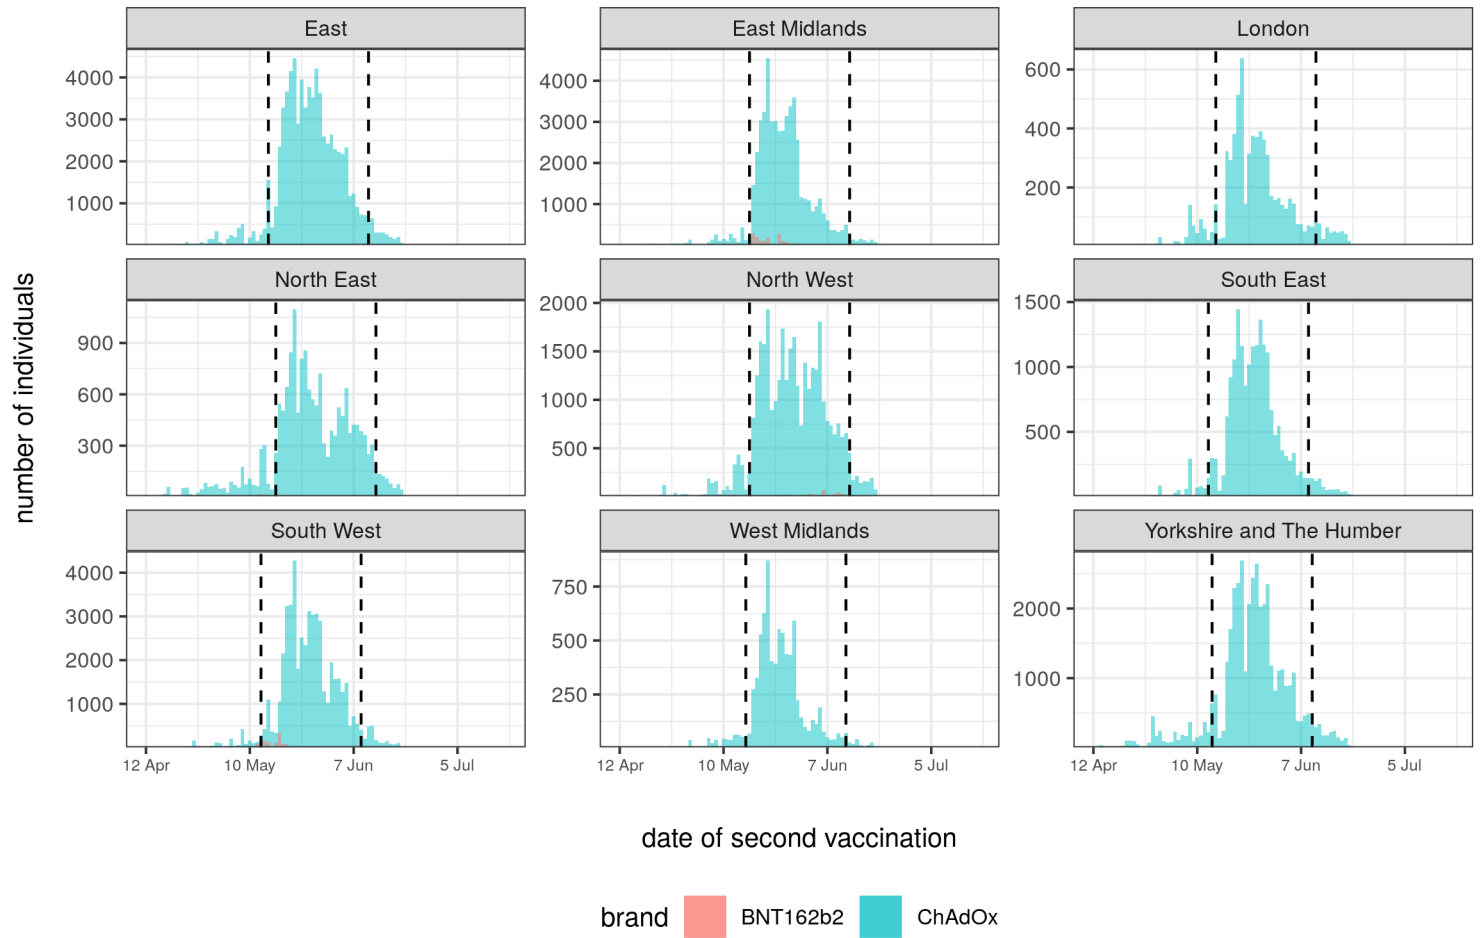 East
East Midlands
London
4000
3000
2000
1000
4000
3000
2000
1000
600
400
200
North East
North West
South East
900
600
300
2000
1500
1000
500
1500
1000
500
South West
West Midlands
Yorkshire and The Humber
4000
3000
2000
1000
750
500
250
2000
1000
12 Apr 10 May 7 Jun 5 Jul
12 Apr 10 May 7 Jun 5 Jul
12 Apr 10 May 7 Jun 5 Jul
number of individuals
date of second vaccination
brand BNT162b2 ChAdOx